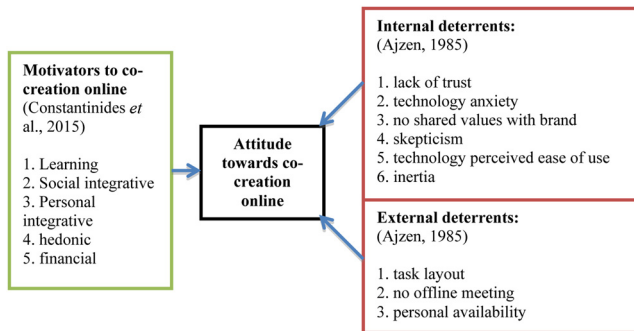 Motivators to co-
creation online
(Constantinides et
al., 2015)
1. Learning
2. Social integrative
3. Personal
integrative
4. hedonic
5. financial
Attitude
towards co-
creation
online
Internal deterrents:
(Ajzen, 1985)
1. lack of trust
2. technology anxiety
3. no shared values with brand
4. skepticism
5. technology perceived ease of use
6. inertia
External deterrents:
(Ajzen, 1985)
1. task layout
2. no offline meeting
3. personal availability